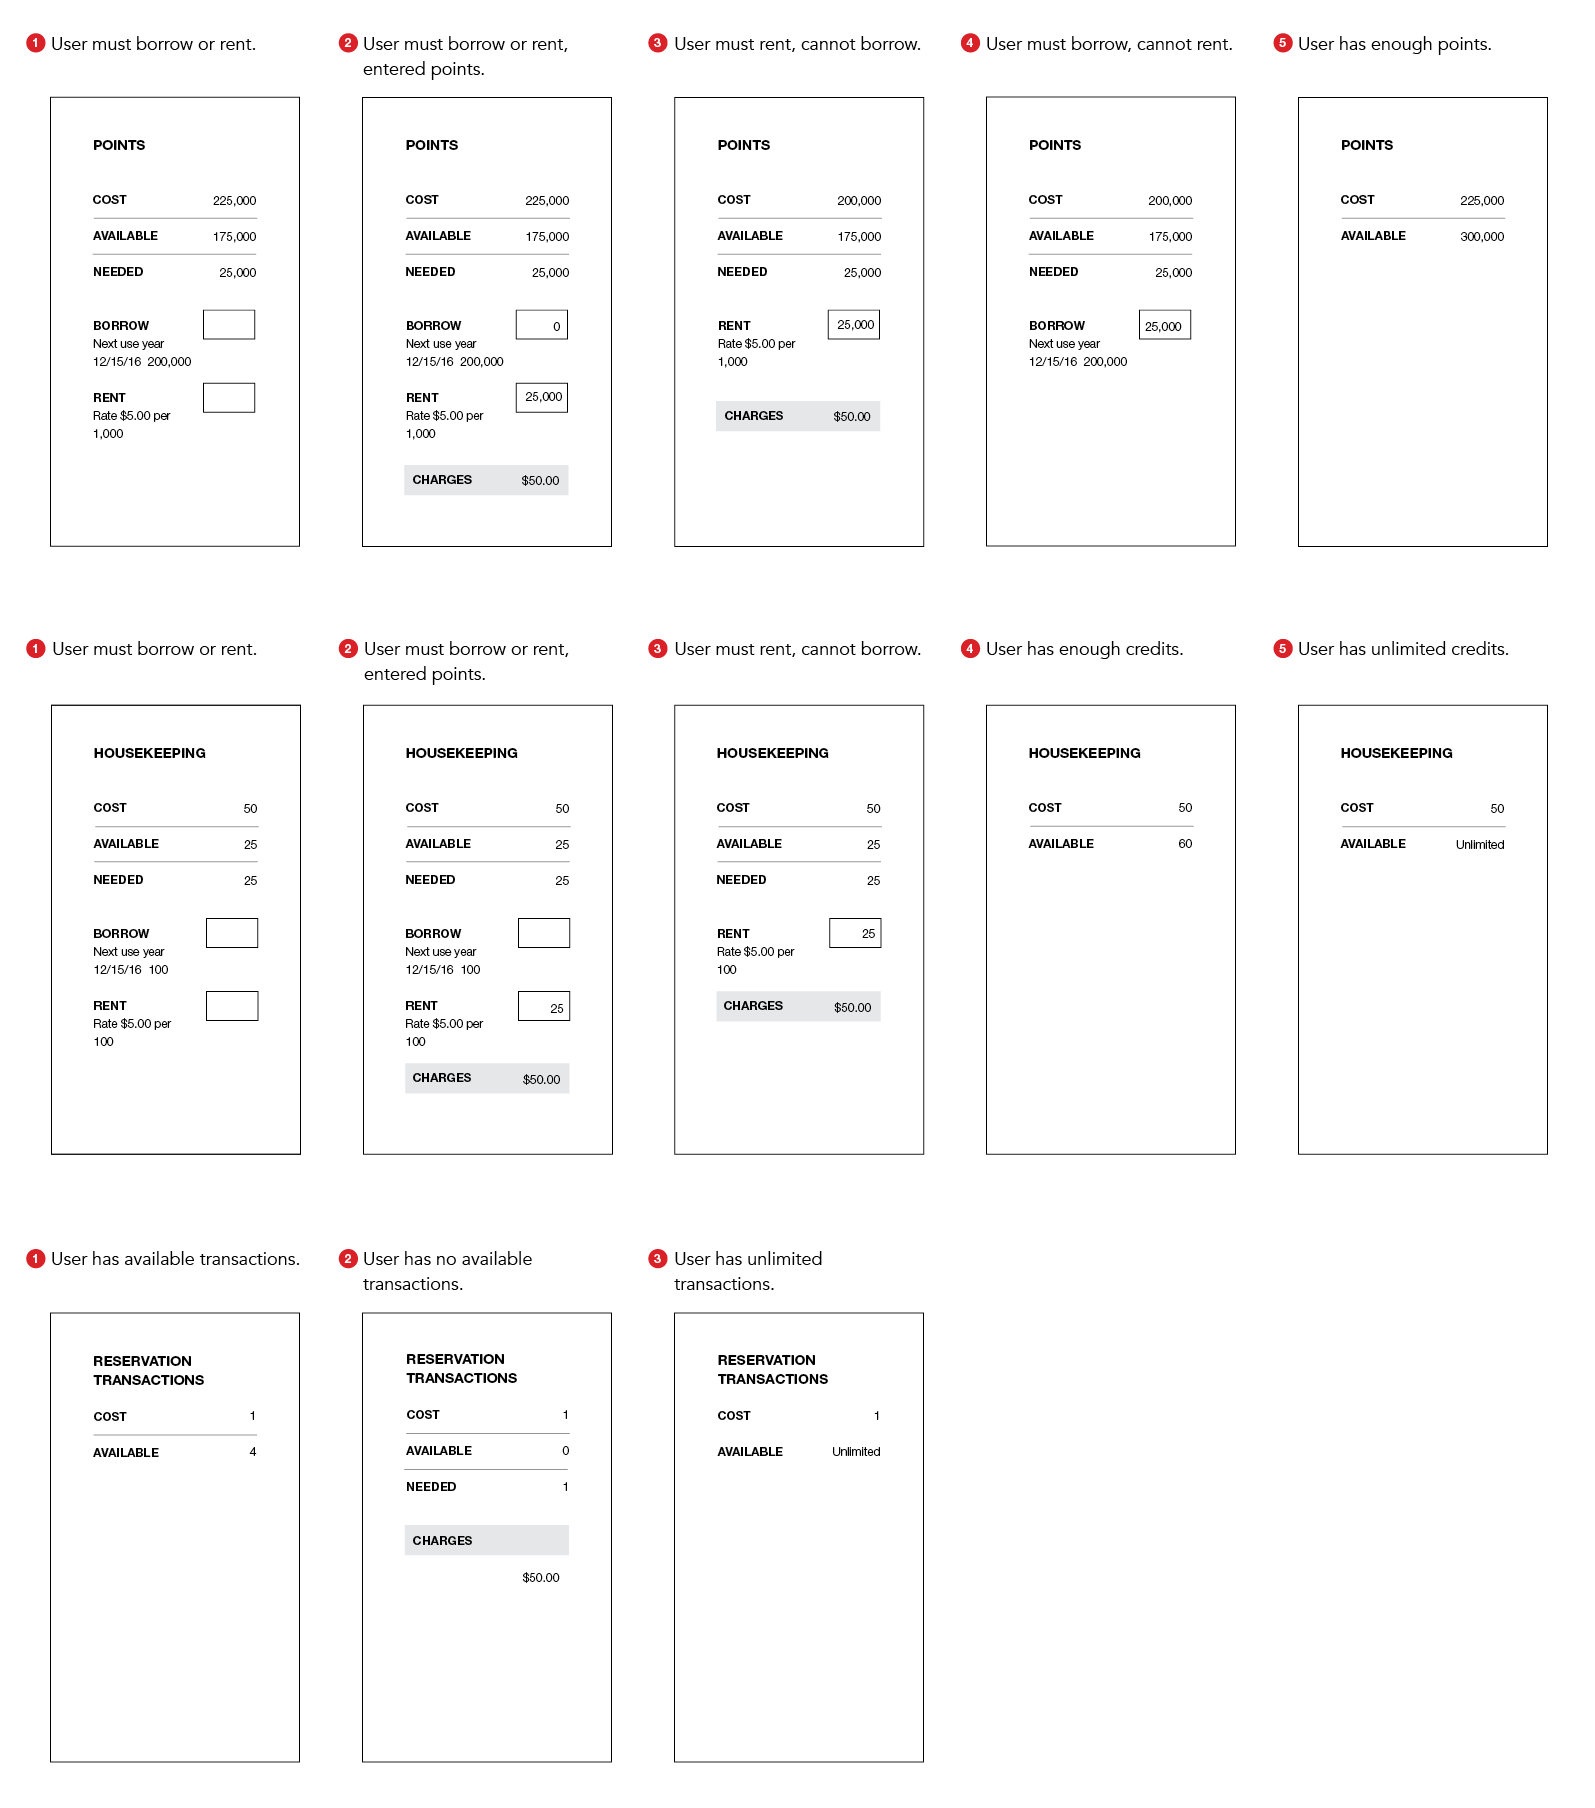 1 User must borrow or rent.
POINTS
COST 225,000
AVAILABLE 175,000
NEEDED 25,000
BORROW
Next use year
12/15/16 200,000
RENT
Rate $5.00 per
1,000
2 User must borrow or rent,
entered points.
POINTS
COST 225,000
AVAILABLE 175,000
NEEDED 25,000
BORROW 0
Next use year
12/15/16 200,000
RENT 25,000
Rate $5.00 per
1,000
CHARGES $50.00
3 User must rent, cannot borrow.
POINTS
COST 200,000
AVAILABLE 175,000
NEEDED 25,000
RENT 25,000
Rate $5.00 per
1,000
CHARGES $50.00
4 User must borrow, cannot rent.
POINTS
COST 200,000
AVAILABLE 175,000
NEEDED 25,000
BORROW 25,000
Next use year
12/15/16 200,000
5 User has enough points.
POINTS
COST 225,000
AVAILABLE 300,000
1 User must borrow or rent.
HOUSEKEEPING
COST 50
AVAILABLE 25
NEEDED 25
BORROW
Next use year
12/15/16 100
RENT
Rate $5.00 per
100
2 User must borrow or rent,
entered points.
HOUSEKEEPING
COST 50
AVAILABLE 25
NEEDED 25
BORROW
Next use year
12/15/16 100
RENT 25
Rate $5.00 per
100
CHARGES $50.00
3 User must rent, cannot borrow.
HOUSEKEEPING
COST 50
AVAILABLE 25
NEEDED 25
RENT 25
Rate $5.00 per
100
CHARGES $50.00
4 User has enough credits.
HOUSEKEEPING
COST 50
AVAILABLE 60
5 User has unlimited credits.
HOUSEKEEPING
COST 50
AVAILABLE Unlimited
1 User has available transactions.
RESERVATION
TRANSACTIONS
COST 1
AVAILABLE 4
2 User has no available
transactions.
RESERVATION
TRANSACTIONS
COST 1
AVAILABLE 0
NEEDED 1
CHARGES
$50.00
3 User has unlimited
transactions.
RESERVATION
TRANSACTIONS
COST 1
AVAILABLE Unlimited